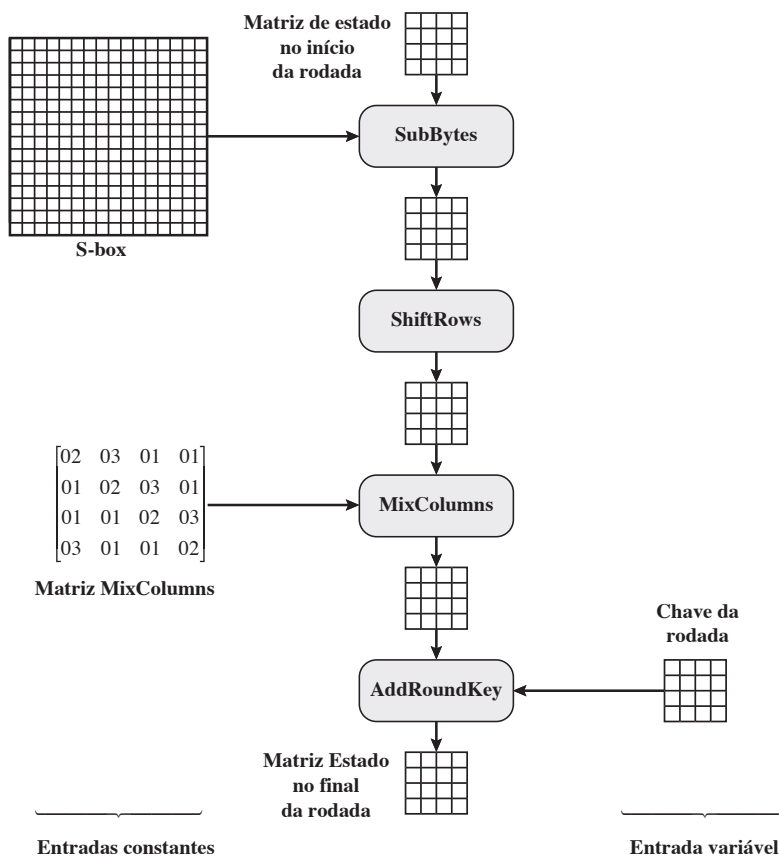 Matriz de estado
no início
da rodada
SubBytes
S-box
ShiftRows
02 03 01 01
01 02 03 01
01 01 02 03
03 01 01 02
MixColumns
Matriz MixColumns
Chave da
rodada
AddRoundKey
Matriz Estado
no final
da rodada
Entradas constantes
Entrada variável